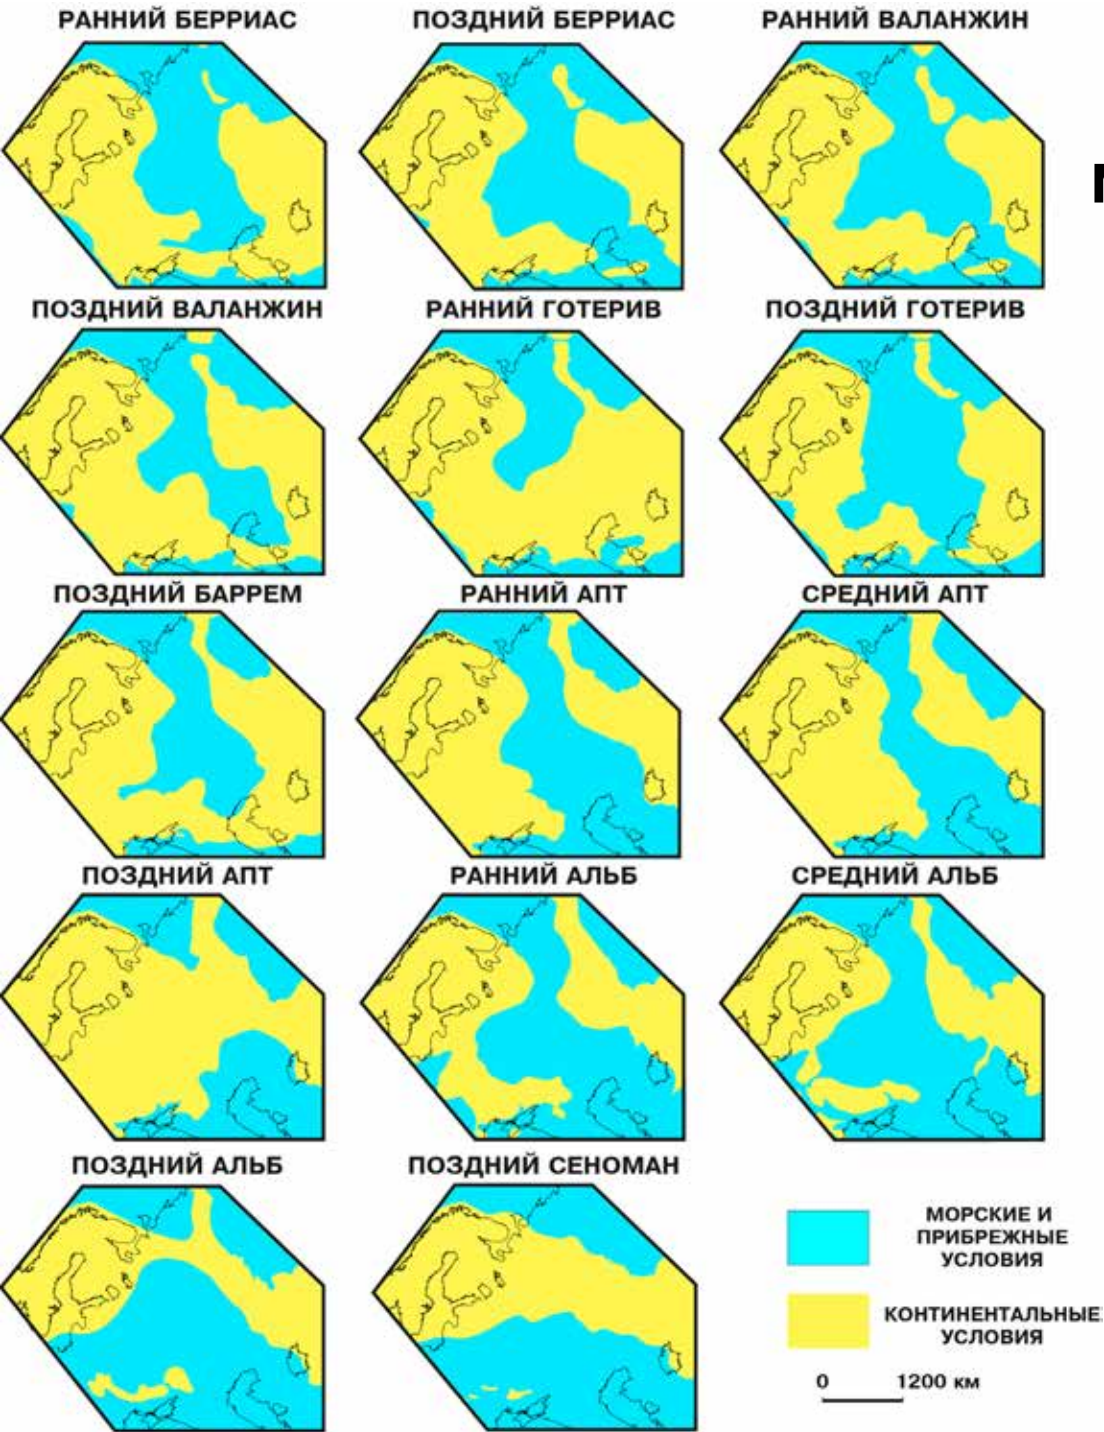 РАННИЙ БЕРРИАС
ПОЗДНИЙ БЕРРИАС
РАННИЙ ВАЛАНЖИН
ПОЗДНИЙ ВАЛАНЖИН
РАННИЙ ГОТЕРИВ
ПОЗДНИЙ ГОТЕРИВ
ПОЗДНИЙ БАРРЕМ
РАННИЙ АПТ
СРЕДНИЙ АПТ
ПОЗДНИЙ АПТ
РАННИЙ АЛЬБ
СРЕДНИЙ АЛЬБ
ПОЗДНИЙ АЛЬБ
ПОЗДНИЙ СЕНОМАН
МОРСКИЕ И
ПРИБРЕЖНЫЕ
УСЛОВИЯ
КОНТИНЕНТАЛЬНЫЕ
УСЛОВИЯ
0 1200 км